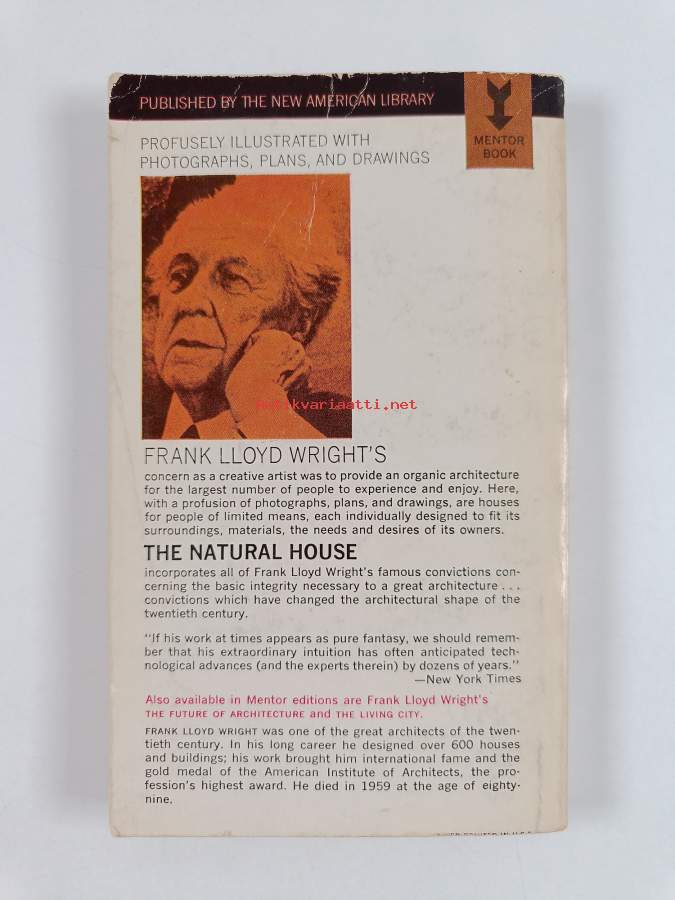 PUBLISHED BY THE NEW AMERICAN LIBRARY
MENTOR
BOOK
PROFUSELY ILLUSTRATED WITH
PHOTOGRAPHS, PLANS, AND DRAWINGS
antikvariaatti.net
FRANK LLOYD WRIGHT'S
concern as a creative artist was to provide an organic architecture
for the largest number of people to experience and enjoy. Here,
with a profusion of photographs, plans, and drawings, are houses
for people of limited means, each individually designed to fit its
surroundings, materials, the needs and desires of its owners.
THE NATURAL HOUSE
incorporates all of Frank Lloyd Wright's famous convictions con-
cerning the basic integrity necessary to a great architecture...
convictions which have changed the architectural shape of the
twentieth century.
"If his work at times appears as pure fantasy, we should remem-
ber that his extraordinary intuition has often anticipated tech-
nological advances (and the experts therein) by dozens of years."
—New York Times
Also available in Mentor editions are Frank Lloyd Wright's
THE FUTURE OF ARCHITECTURE and THE LIVING CITY.
FRANK LLOYD WRIGHT was one of the great architects of the twen-
tieth century. In his long career he designed over 600 houses
and buildings; his work brought him international fame and the
gold medal of the American Institute of Architects, the pro-
fession's highest award. He died in 1959 at the age of eighty-
nine.